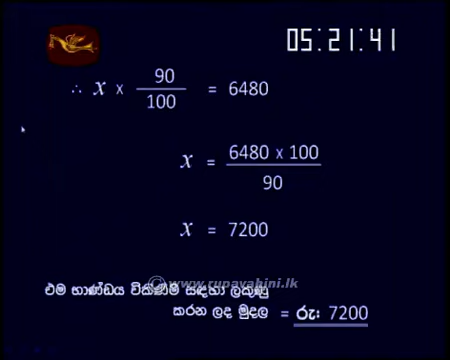 05:21:41
∴ x × 90/100 = 6480
x = 6480 x 100 / 90
x = 7200
© www.rupavahini.lk
එම භාණ්ඩය විකිණීම සඳහා ලකුණු
කරන ලද මුදල = රු: 7200